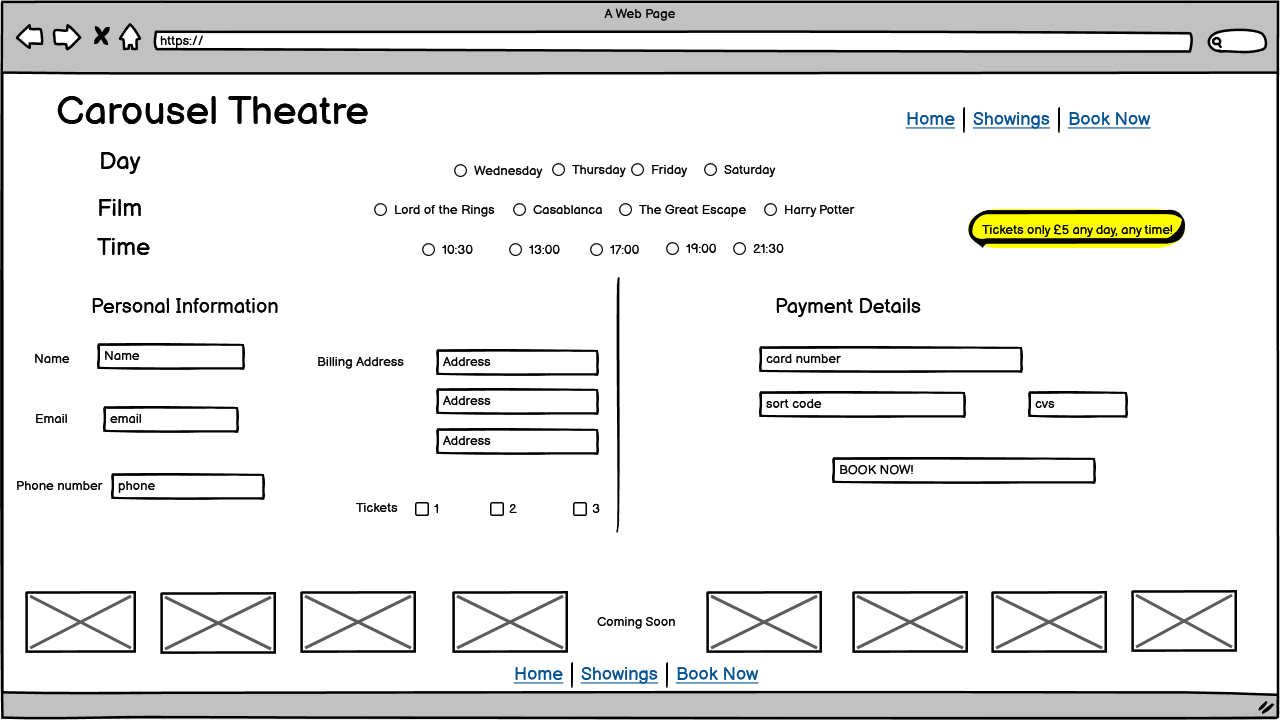 A Web Page
https://
Carousel Theatre
Home Showings Book Now
Day
Wednesday Thursday Friday Saturday
Film
Lord of the Rings Casablanca The Great Escape Harry Potter
Tickets only £5 any day, any time!
Time
10:30 13:00 17:00 19:00 21:30
Personal Information
Name Name
Email email
Phone number phone
Billing Address Address
Address
Address
Tickets 1 2 3
Payment Details
card number
sort code cvs
BOOK NOW!
Coming Soon
Home Showings Book Now